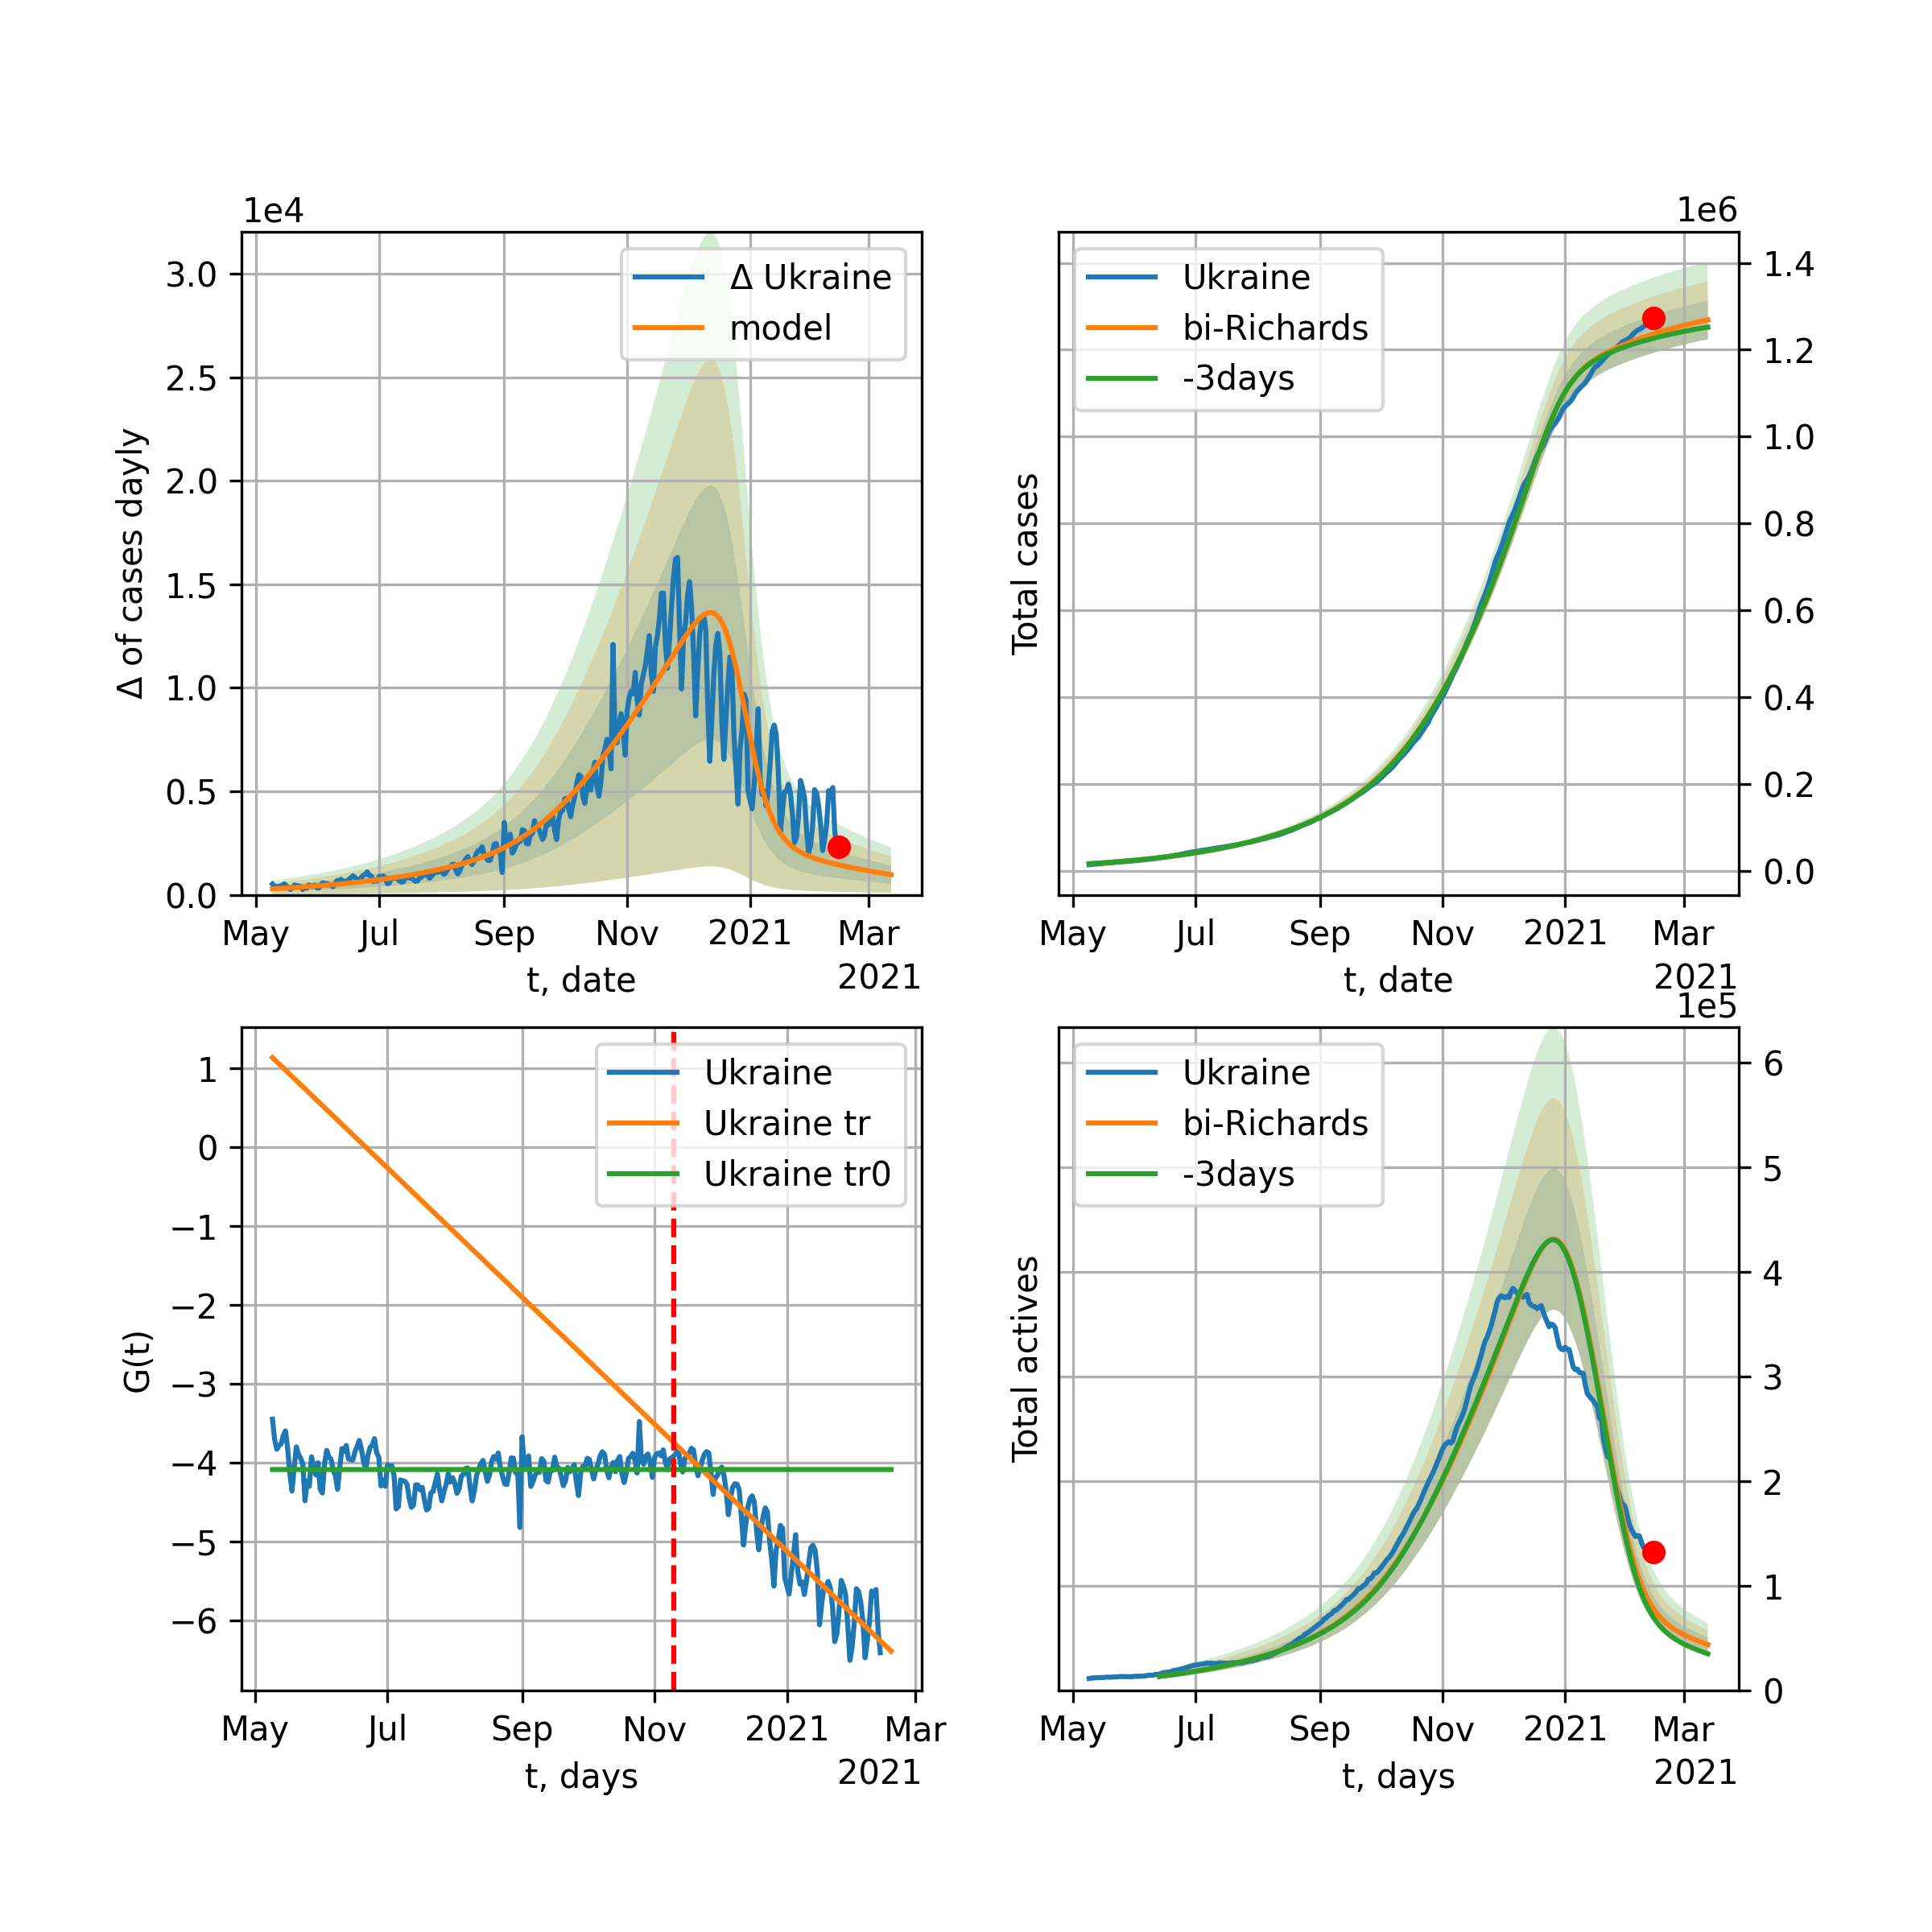 1e4
Δ of cases dayly
3.0
2.5
2.0
1.5
1.0
0.5
0.0
Δ Ukraine
model
May Jul Sep Nov 2021 Mar
t, date
2021
1e6
Total cases
1.4
1.2
1.0
0.8
0.6
0.4
0.2
0.0
Ukraine
bi-Richards
-3days
May Jul Sep Nov 2021 Mar
t, date
2021
G(t)
1
0
−1
−2
−3
−4
−5
−6
Ukraine
Ukraine tr
Ukraine tr0
May Jul Sep Nov 2021 Mar
t, days
2021
1e5
Total actives
6
5
4
3
2
1
0
Ukraine
bi-Richards
-3days
May Jul Sep Nov 2021 Mar
t, days
2021